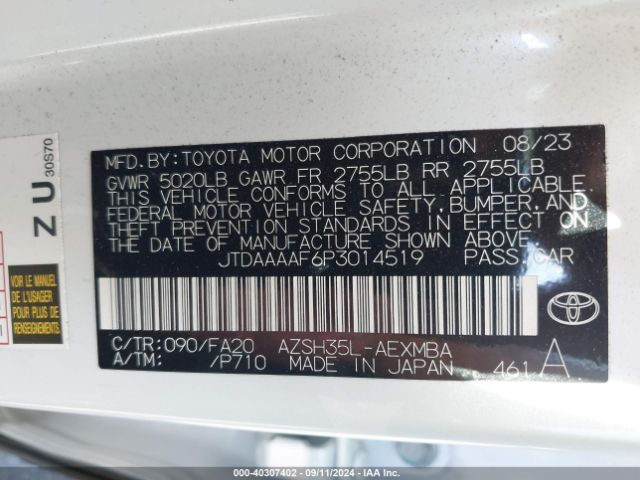 MFD.BY:TOYOTA MOTOR CORPORATION 08/23
GVWR 5020LB GAWR FR 2755LB RR 2755LB
THIS VEHICLE CONFORMS TO ALL APPLICABLE
FEDERAL MOTOR VEHICLE SAFETY,BUMPER,AND
THEFT PREVENTION STANDARDS IN EFFECT ON
THE DATE OF MANUFACTURE SHOWN ABOVE.
JTDAAAAF6P3014519 PASS.CAR
C/TR:090/FA20 AZSH35L-AEXMBA
A/TM: /P710 MADE IN JAPAN 461A
ZU 30S70
VOIR LE MANUEL
DE L'USAGER
POUR PLUS DE
RENSEIGNEMENTS
000-40307402 - 09/11/2024 - IAA Inc.